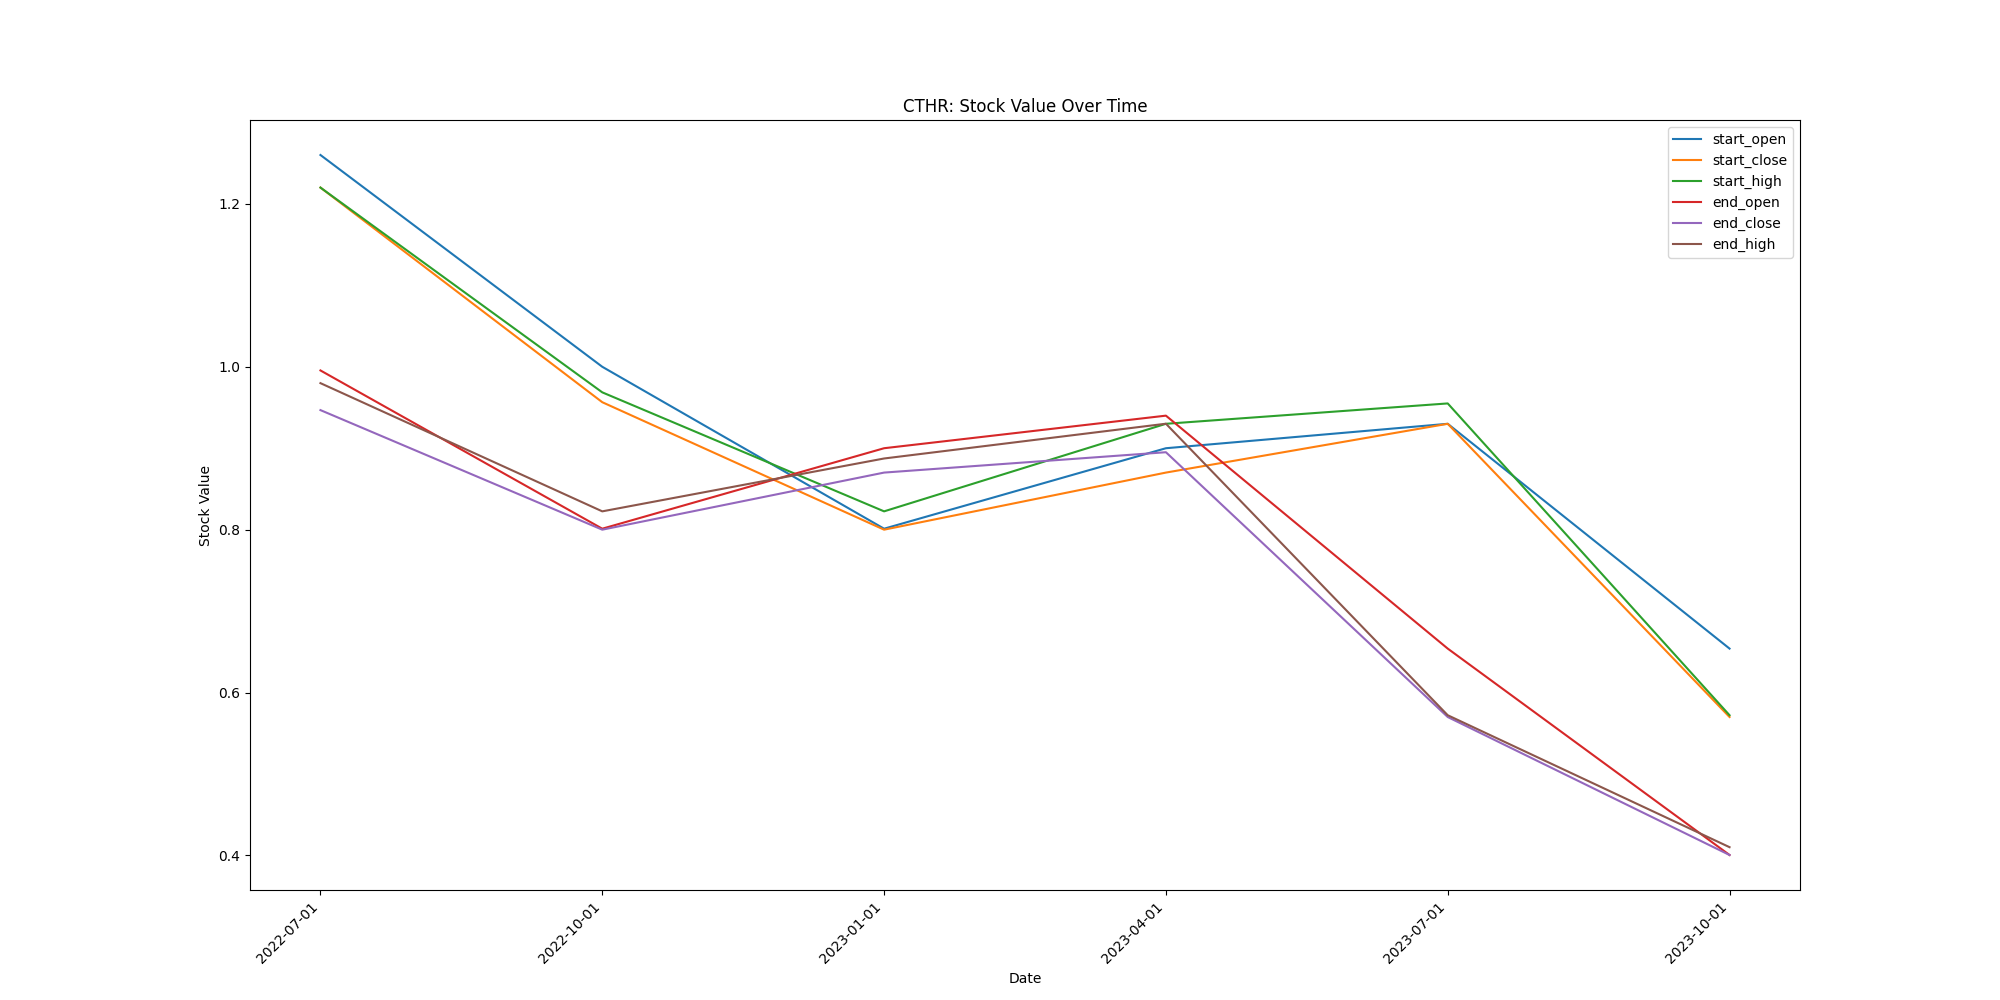 CTHR: Stock Value Over Time
start_open
start_close
start_high
end_open
end_close
end_high
Stock Value
1.2
1.0
0.8
0.6
0.4
2022-07-01
2022-10-01
2023-01-01
2023-04-01
2023-07-01
2023-10-01
Date